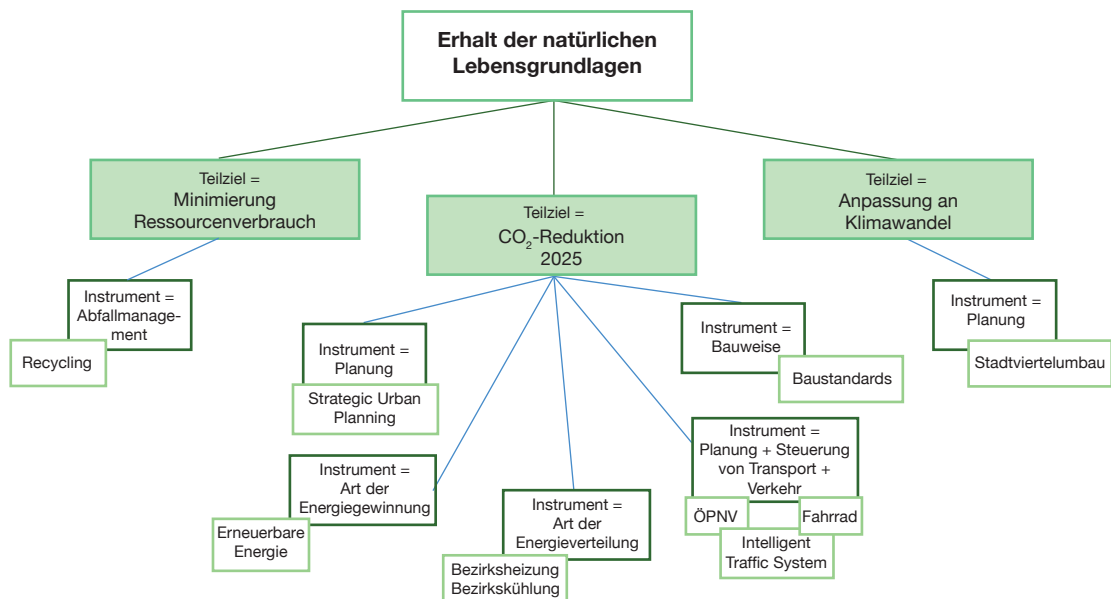 Erhalt der natürlichen
Lebensgrundlagen
Teilziel =
Minimierung
Ressourcenverbrauch
Teilziel =
CO₂-Reduktion
2025
Teilziel =
Anpassung an
Klimawandel
Instrument =
Abfallmanage-
ment
Recycling
Instrument =
Planung
Strategic Urban
Planning
Instrument =
Bauweise
Baustandards
Instrument =
Planung
Stadtviertelumbau
Instrument =
Art der
Energiegewinnung
Erneuerbare
Energie
Instrument =
Art der
Energieverteilung
Bezirksheizung
Bezirkskühlung
Instrument =
Planung + Steuerung
von Transport +
Verkehr
ÖPNV
Fahrrad
Intelligent
Traffic System